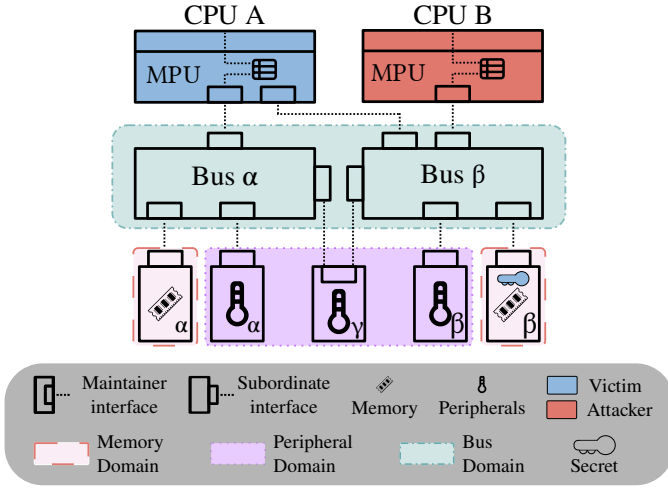 CPU A
CPU B
MPU
MPU
Bus α
Bus β
α
α
γ
β
β
Maintainer
interface
Subordinate
interface
Memory
Peripherals
Victim
Attacker
Memory
Domain
Peripheral
Domain
Bus
Domain
Secret